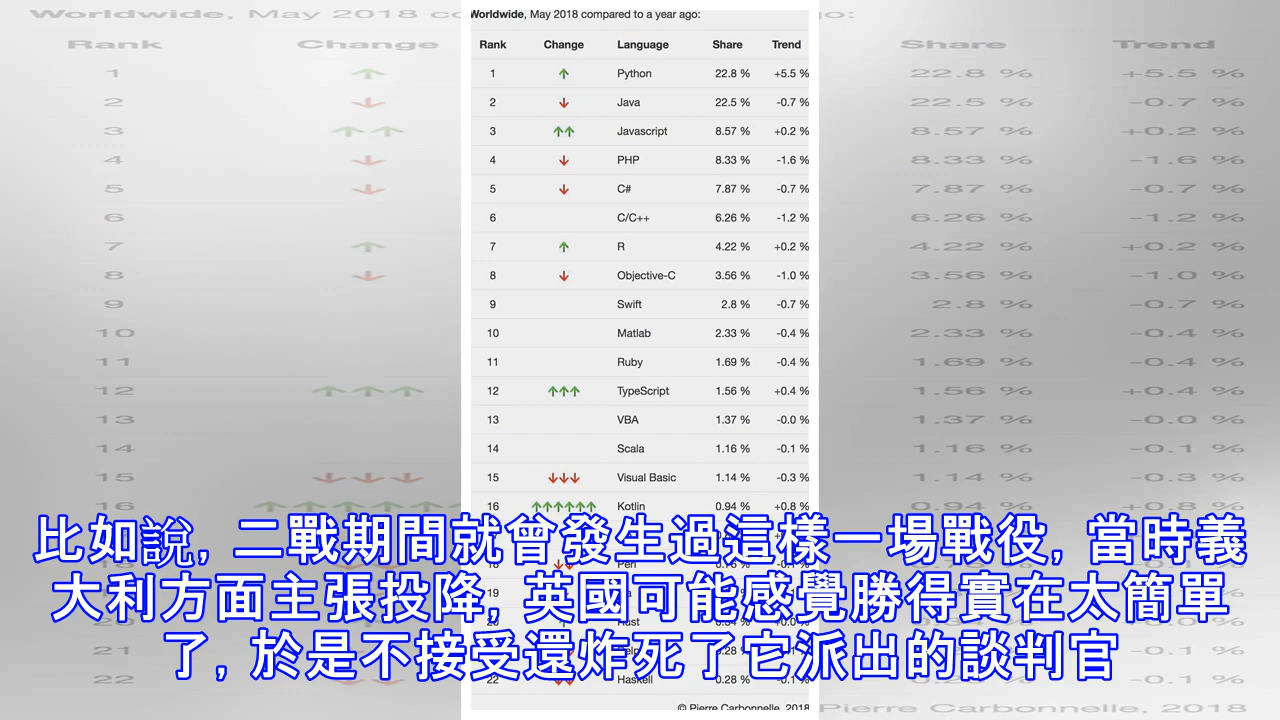 Worldwide, May 2018 compared to a year ago:
Rank Change Language Share Trend
1 ↑ Python 22.8 % +5.5 %
2 ↓ Java 22.5 % -0.7 %
3 ↑↑ Javascript 8.57 % +0.2 %
4 ↓ PHP 8.33 % -1.6 %
5 ↓ C# 7.87 % -0.7 %
6 C/C++ 6.26 % -1.2 %
7 ↑ R 4.22 % +0.2 %
8 ↓ Objective-C 3.56 % -1.0 %
9 Swift 2.8 % -0.7 %
10 Matlab 2.33 % -0.4 %
11 Ruby 1.69 % -0.4 %
12 ↑↑↑ TypeScript 1.56 % +0.4 %
13 VBA 1.37 % -0.0 %
14 Scala 1.16 % -0.1 %
15 ↓↓↓ Visual Basic 1.14 % -0.3 %
16 ↑↑↑↑↑↑ Kotlin 0.94 % +0.8 %
比如說, 二戰期間就曾發生過這樣一場戰役, 當時義
18 ↓↓ Perl
19
大利方面主張投降, 英國可能感覺勝得實在太簡單
20
21
了, 於是不接受還炸死了它派出的談判官
22 ↓↓ Haskell
© Pierre Carbonnelle, 2018